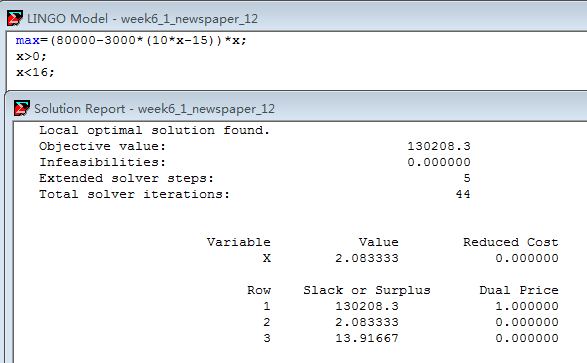 LINGO Model - week6_1_newspaper_12
max=(80000-3000*(10*x-15))*x;
x>0;
x<16;
Solution Report - week6_1_newspaper_12
Local optimal solution found.
Objective value: 130208.3
Infeasibilities: 0.000000
Extended solver steps: 5
Total solver iterations: 44
Variable Value Reduced Cost
X 2.083333 0.000000
Row Slack or Surplus Dual Price
1 130208.3 1.000000
2 2.083333 0.000000
3 13.91667 0.000000